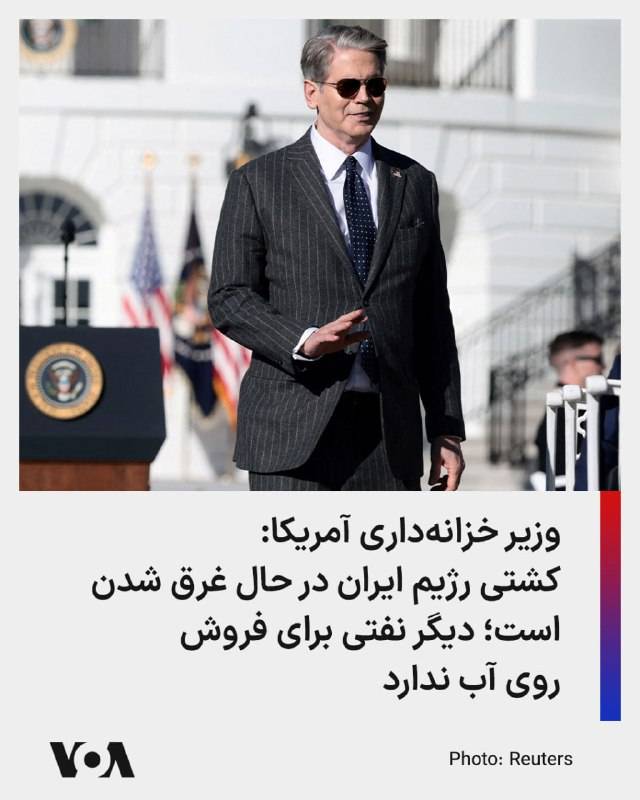 وزیر خزانه‌داری آمریکا:
کشتی رژیم ایران در حال غرق شدن
است؛ دیگر نفتی برای فروش
روی آب ندارد
VOA
Photo: Reuters